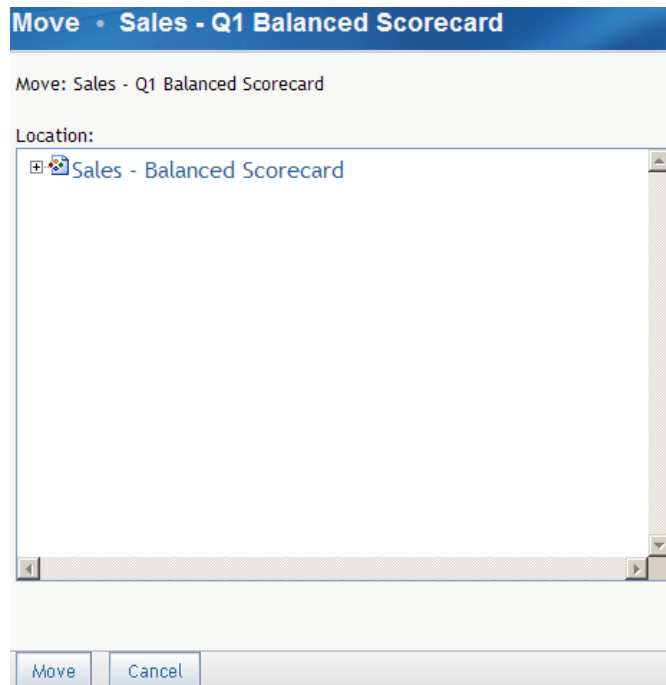 Move • Sales - Q1 Balanced Scorecard
Move: Sales - Q1 Balanced Scorecard
Location:
Sales - Balanced Scorecard
Move
Cancel